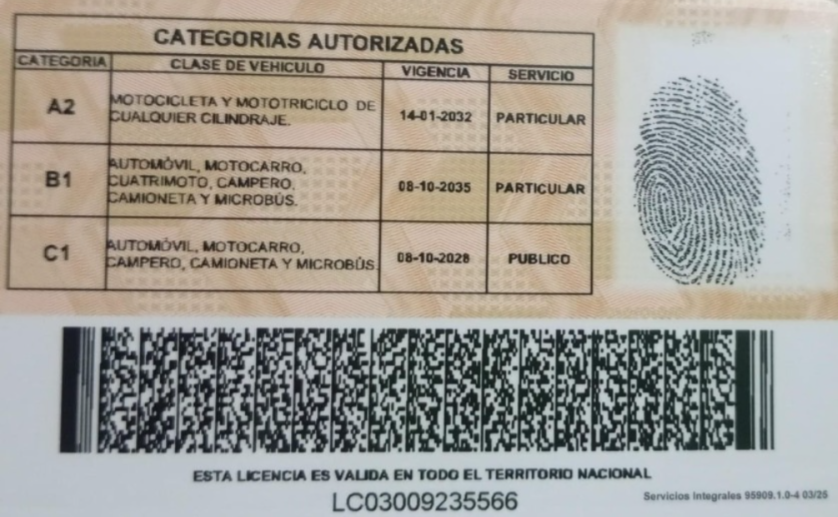 CATEGORIAS AUTORIZADAS
CATEGORIA CLASE DE VEHICULO VIGENCIA SERVICIO
A2 MOTOCICLETA Y MOTOTRICICLO DE
CUALQUIER CILINDRAJE. 14-01-2032 PARTICULAR
B1 AUTOMÓVIL, MOTOCARRO,
CUATRIMOTO, CAMPERO, 08-10-2035 PARTICULAR
CAMIONETA Y MICROBÚS.
C1 AUTOMÓVIL, MOTOCARRO,
CAMPERO, CAMIONETA Y MICROBÚS. 08-10-2028 PUBLICO
ESTA LICENCIA ES VALIDA EN TODO EL TERRITORIO NACIONAL
LC03009235566
Servicios Integrales 95909.1.0-4 03/25